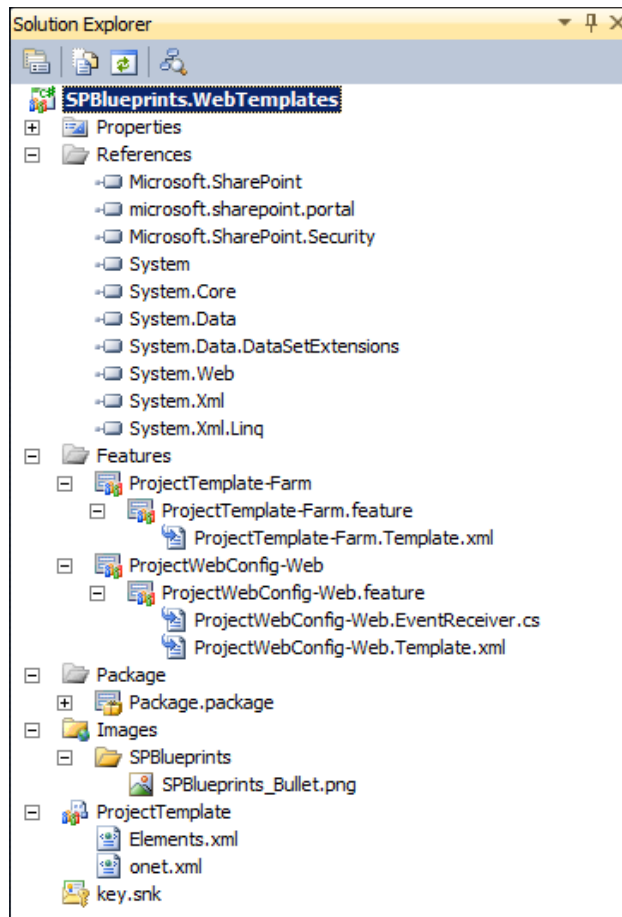 Solution Explorer
SPBlueprints.WebTemplates
Properties
References
Microsoft.SharePoint
microsoft.sharepoint.portal
Microsoft.SharePoint.Security
System
System.Core
System.Data
System.Data.DataSetExtensions
System.Web
System.Xml
System.Xml.Linq
Features
ProjectTemplate-Farm
ProjectTemplate-Farm.feature
ProjectTemplate-Farm.Template.xml
ProjectWebConfig-Web
ProjectWebConfig-Web.feature
ProjectWebConfig-Web.EventReceiver.cs
ProjectWebConfig-Web.Template.xml
Package
Package.package
Images
SPBlueprints
SPBlueprints_Bullet.png
ProjectTemplate
Elements.xml
onet.xml
key.snk